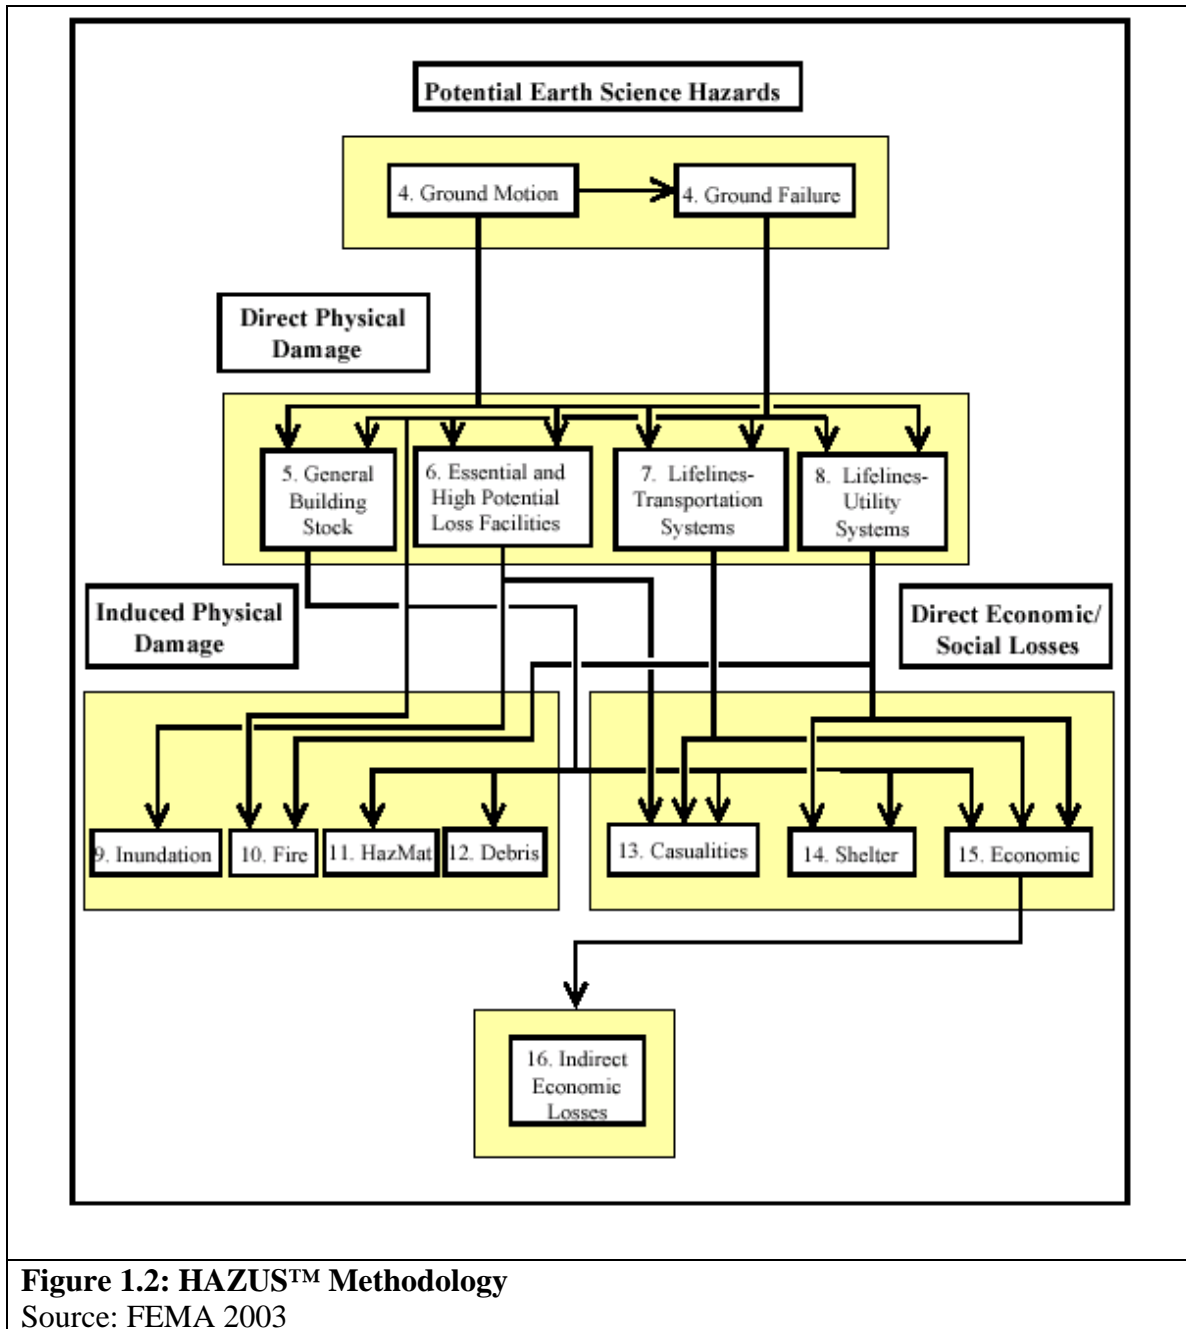 Potential Earth Science Hazards
4. Ground Motion
4. Ground Failure
Direct Physical
Damage
5. General
Building
Stock
6. Essential and
High Potential
Loss Facilities
7. Lifelines-
Transportation
Systems
8. Lifelines-
Utility
Systems
Induced Physical
Damage
Direct Economic/
Social Losses
9. Inundation
10. Fire
11. HazMat
12. Debris
13. Casualities
14. Shelter
15. Economic
16. Indirect
Economic
Losses
Figure 1.2: HAZUS™ Methodology
Source: FEMA 2003